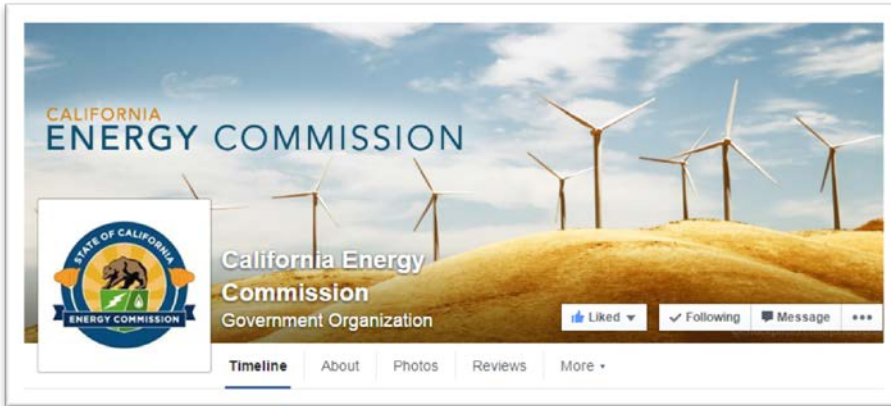 CALIFORNIA
ENERGY COMMISSION
STATE OF CALIFORNIA
ENERGY COMMISSION
California Energy
Commission
Government Organization
Liked
Following
Message
Timeline
About
Photos
Reviews
More